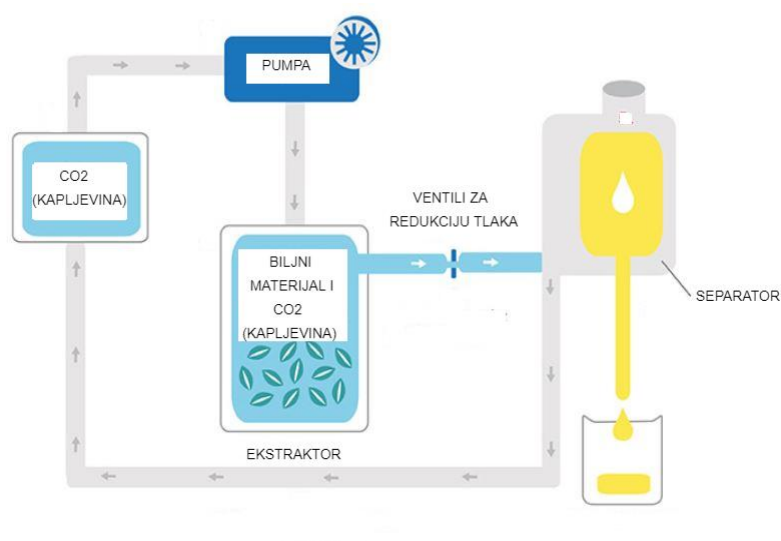 PUMPA
CO2
(KAPLJEVINA)
VENTILI ZA
REDUKCIJU TLAKA
BILJNI
MATERIJAL I
CO2
(KAPLJEVINA)
SEPARATOR
EKSTRAKTOR